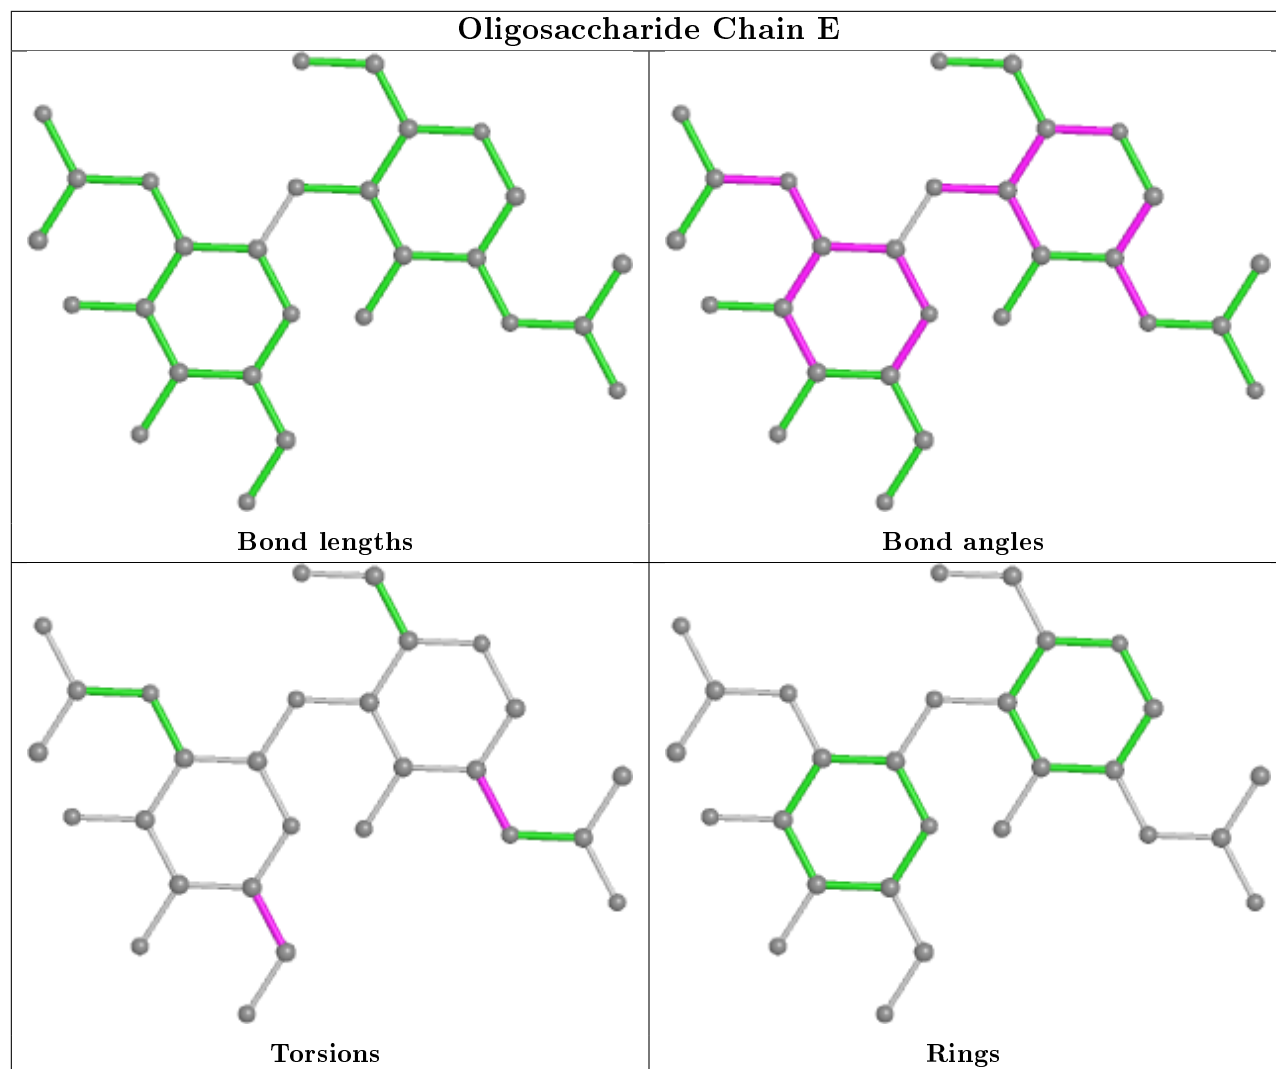 Oligosaccharide Chain E
Bond lengths
Bond angles
Torsions
Rings